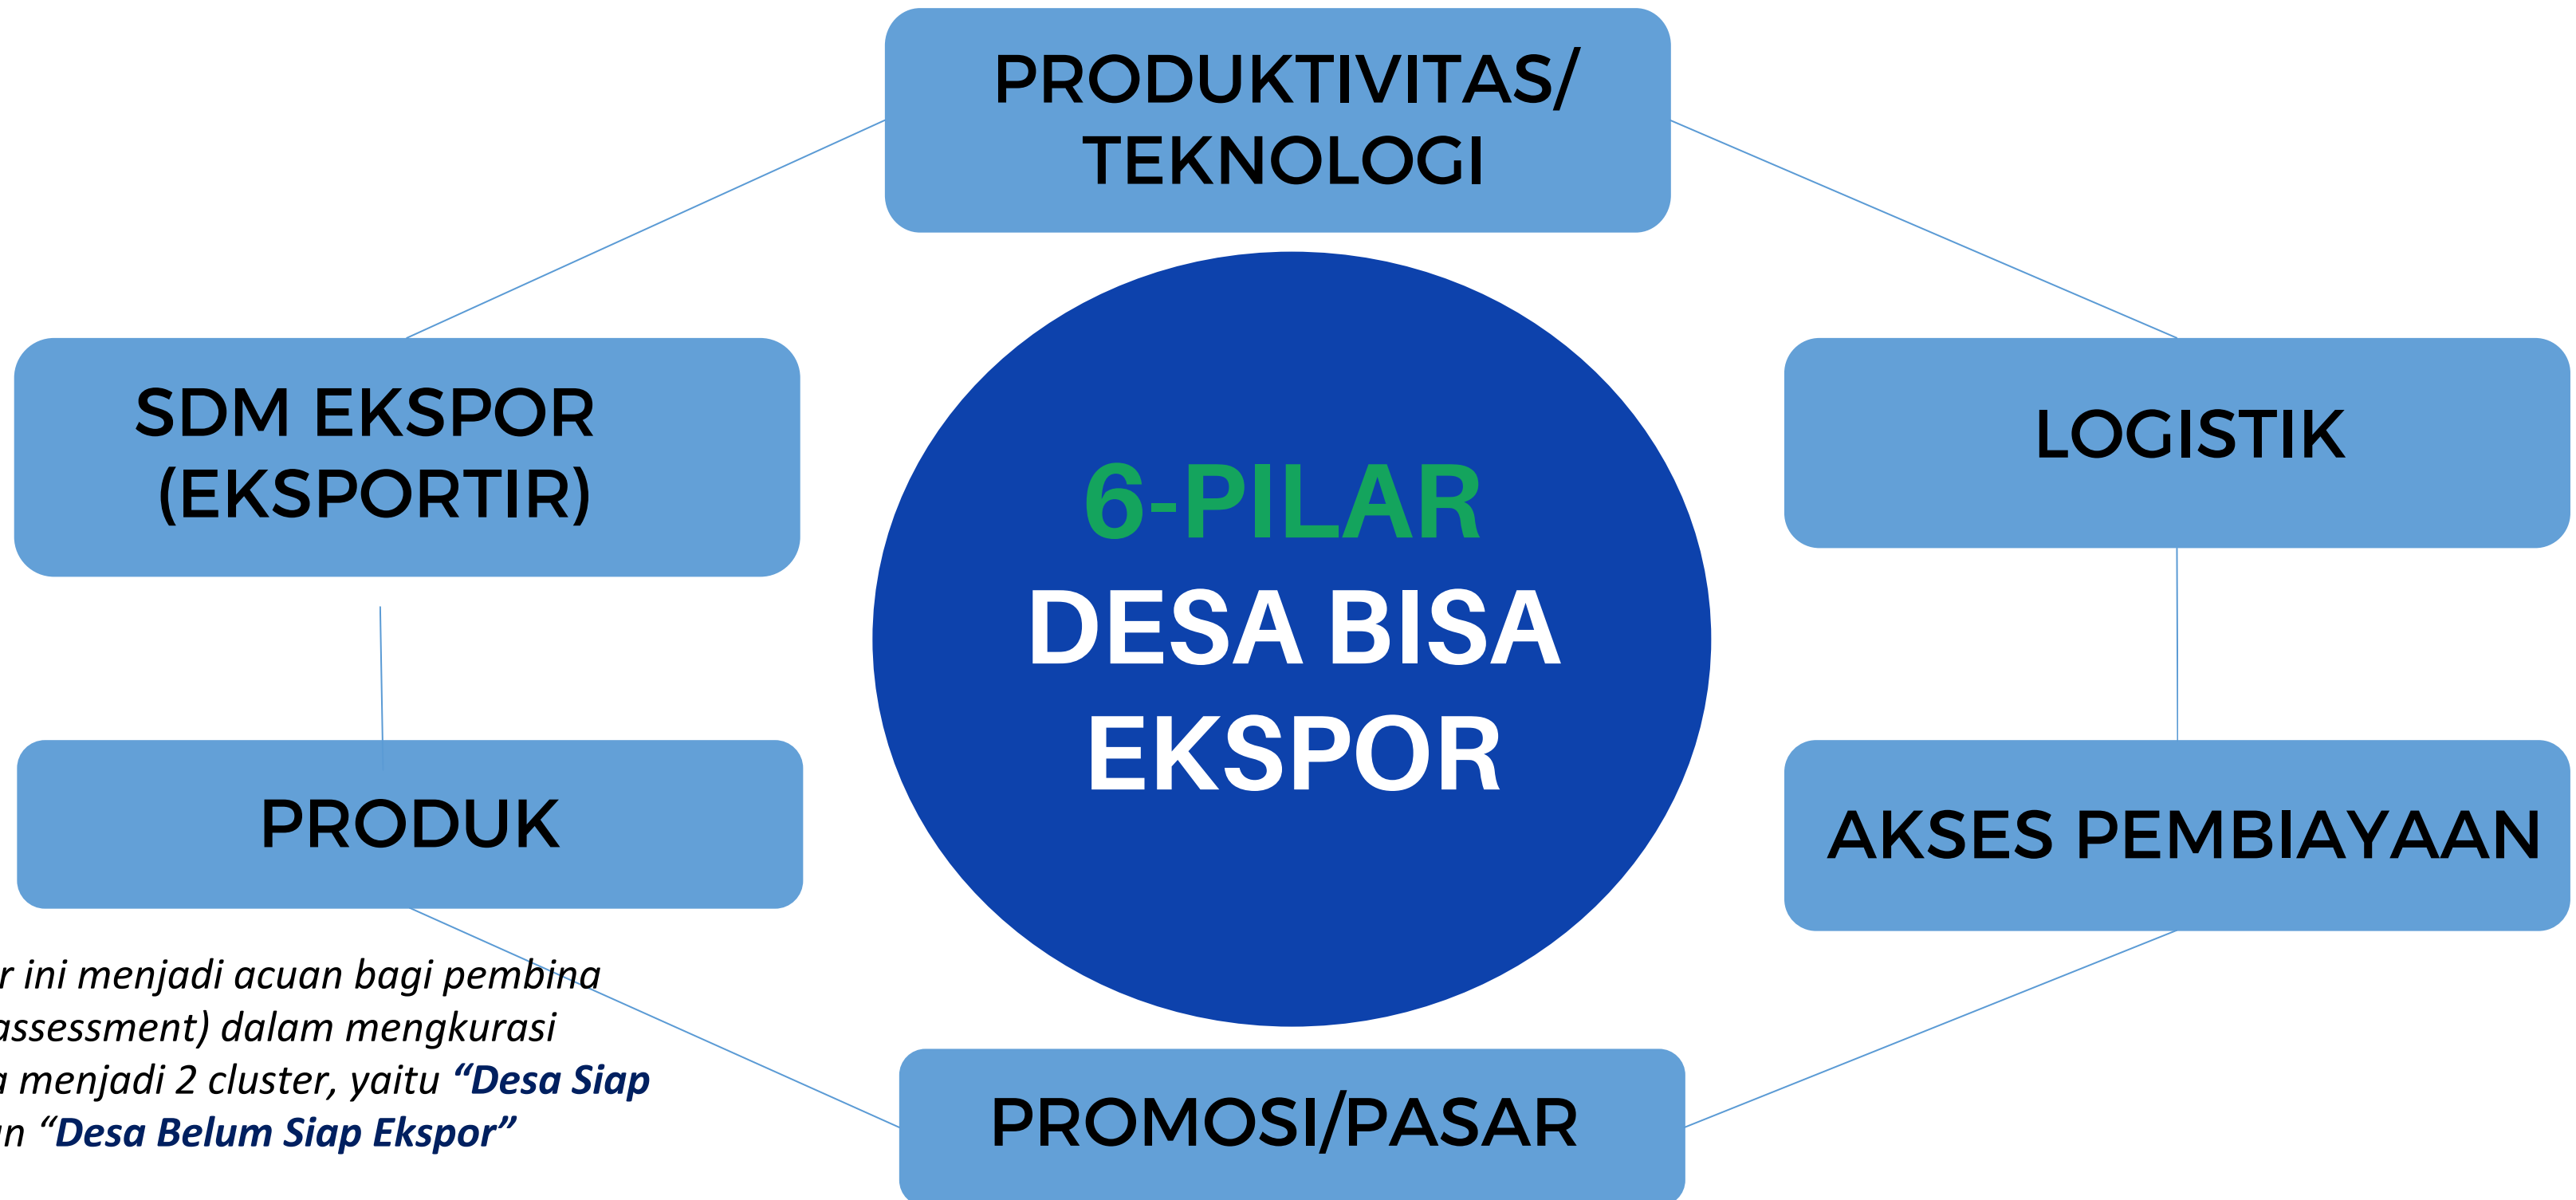 PRODUKTIVITAS/
TEKNOLOGI
SDM EKSPOR
(EKSPORTIR)
LOGISTIK
6-PILAR
DESA BISA
EKSPOR
PRODUK
AKSES PEMBIAYAAN
ini menjadi acuan bagi pembina
assessment) dalam mengkurasi
menjadi 2 cluster, yaitu “Desa Siap
“Desa Belum Siap Ekspor”
PROMOSI/PASAR